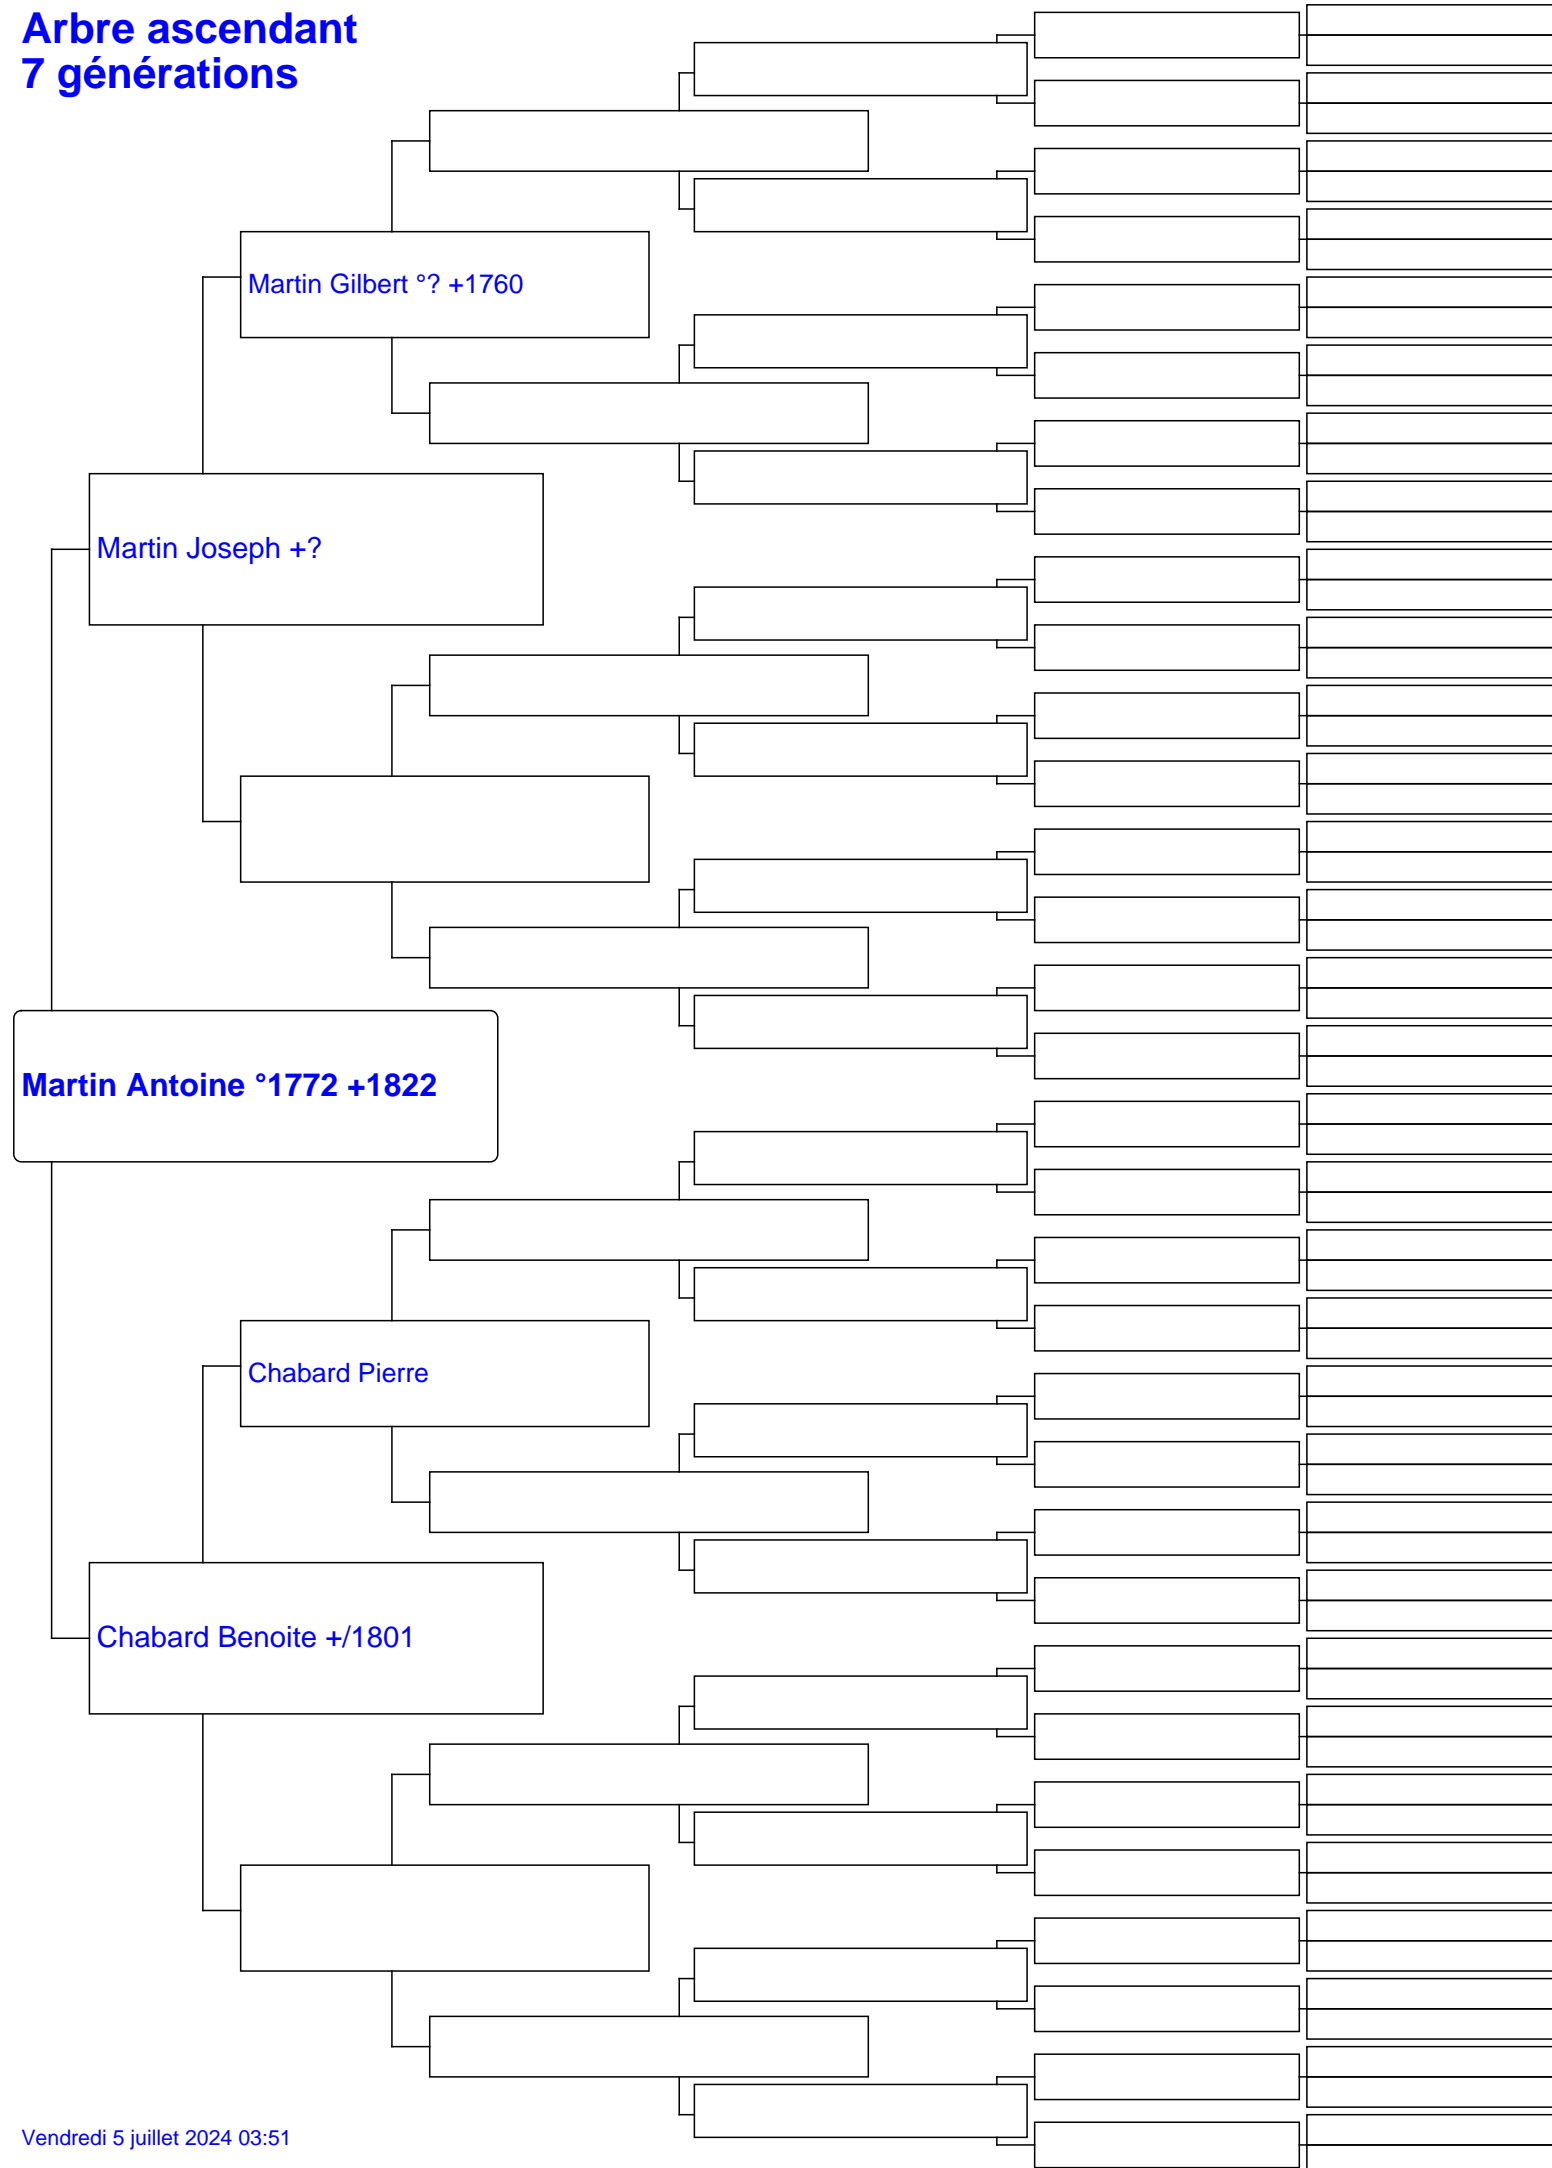 Arbre ascendant
7 générations
Martin Gilbert °? +1760
Martin Joseph +?
Martin Antoine °1772 +1822
Chabard Pierre
Chabard Benoite +/1801
Vendredi 5 juillet 2024 03:51